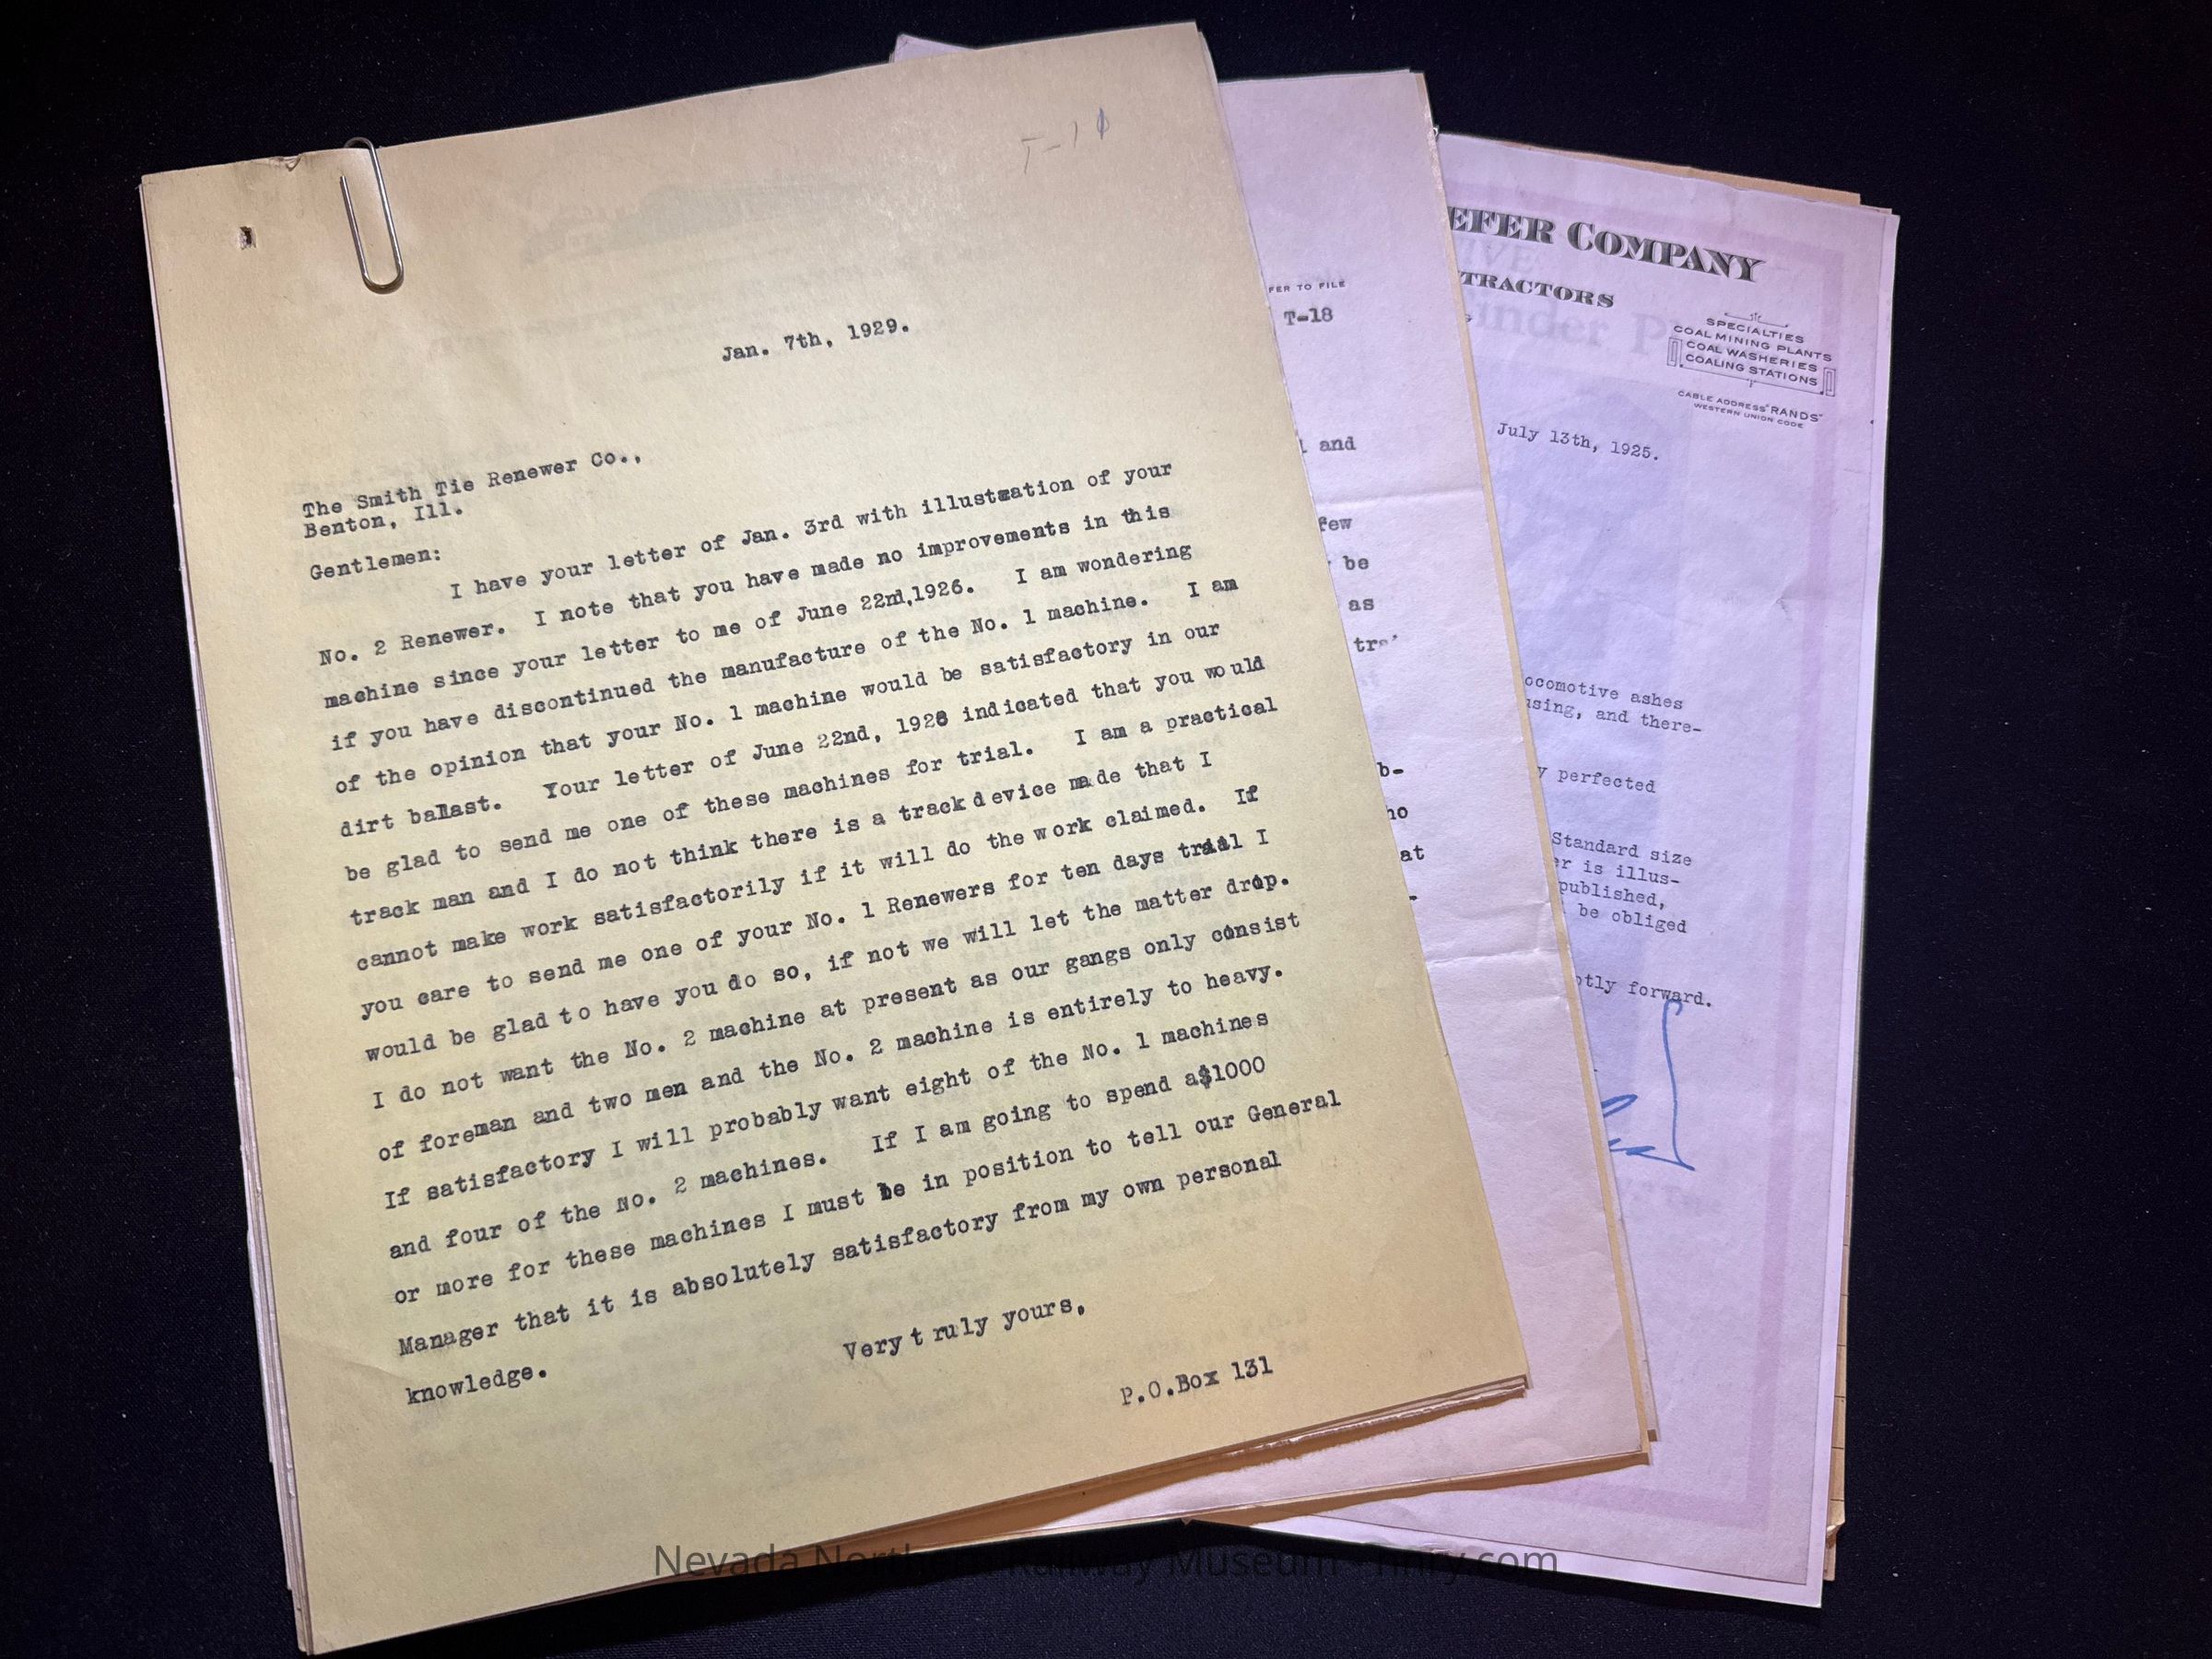 T-1
Jan. 7th, 1929.
The Smith Tie Renewer Co.,
Benton, Ill.
Gentlemen:
I have your letter of Jan. 3rd with illustration of your
No. 2 Renewer. I note that you have made no improvements in this
machine since your letter to me of June 22nd,1926. I am wondering
if you have discontinued the manufacture of the No. 1 machine. I am
of the opinion that your No. 1 machine would be satisfactory in our
dirt ballast. Your letter of June 22nd, 1926 indicated that you would
be glad to send me one of these machines for trial. I am a practical
track man and I do not think there is a track device made that I
cannot make work satisfactorily if it will do the work claimed. If
you care to send me one of your No. 1 Renewers for ten days trial I
would be glad to have you do so, if not we will let the matter drop.
I do not want the No. 2 machine at present as our gangs only consist
of foreman and two men and the No. 2 machine is entirely to heavy.
If satisfactory I will probably want eight of the No. 1 machines
and four of the No. 2 machines. If I am going to spend a$1000
or more for these machines I must be in position to tell our General
Manager that it is absolutely satisfactory from my own personal
knowledge.
Very truly yours,
P.O.Box 131
FER TO FILE
T-18
and
few
be
as
b-
ho
at
EFER COMPANY
TRACTORS
SPECIALTIES
COAL MINING PLANTS
COAL WASHERIES
COALING STATIONS
CABLE ADDRESS "RANDS"
WESTERN UNION CODE
July 13th, 1925.
ocomotive ashes
using, and there-
y perfected
Standard size
er is illus-
published,
be obliged
ptly forward.
Nevada Northern Railway Museum - nnry.com